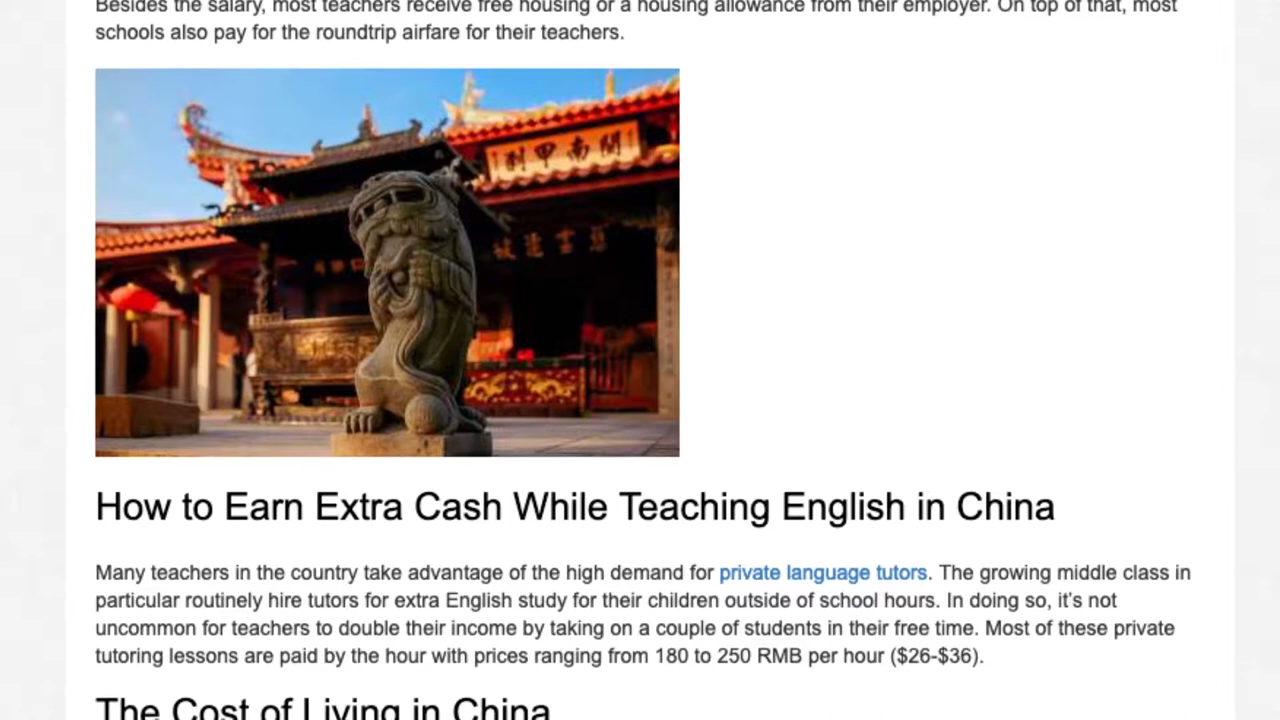 Besides the salary, most teachers receive free housing or a housing allowance from their employer. On top of that, most
schools also pay for the roundtrip airfare for their teachers.
How to Earn Extra Cash While Teaching English in China
Many teachers in the country take advantage of the high demand for private language tutors. The growing middle class in
particular routinely hire tutors for extra English study for their children outside of school hours. In doing so, it's not
uncommon for teachers to double their income by taking on a couple of students in their free time. Most of these private
tutoring lessons are paid by the hour with prices ranging from 180 to 250 RMB per hour ($26-$36).
The Cost of Living in China